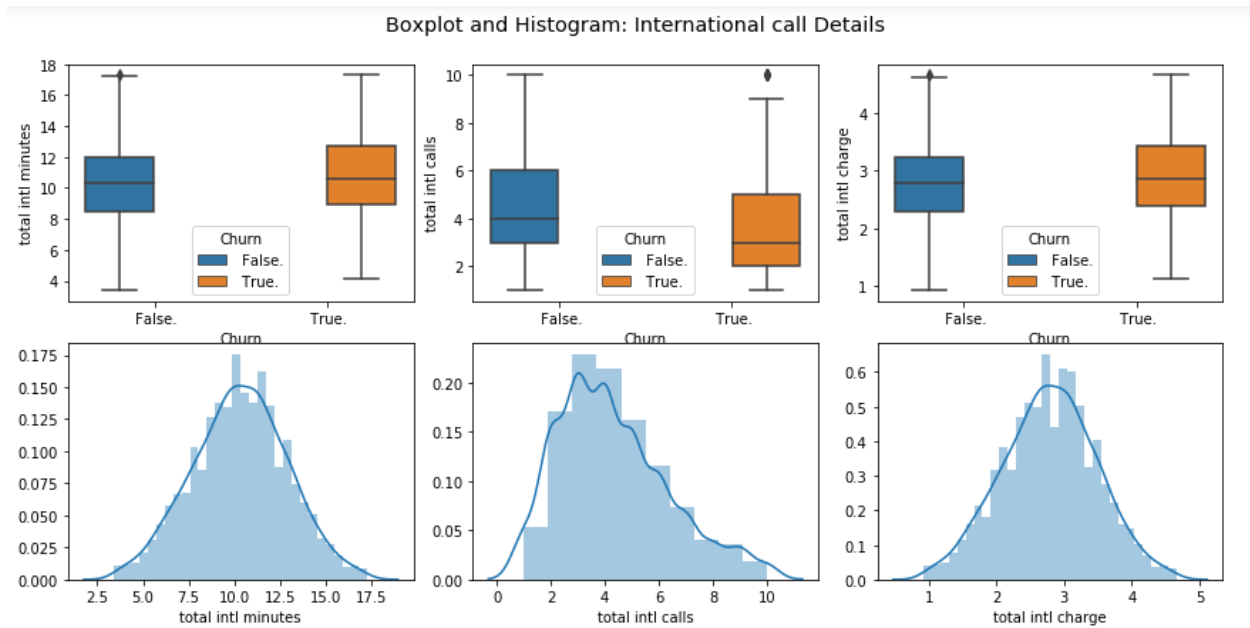 Boxplot and Histogram: International call Details
18
16
14
12
10
8
6
4
total intl minutes
Churn
False.
True.
False. True.
Churn
10
8
6
4
2
total intl calls
Churn
False.
True.
False. True.
Churn
4
3
2
1
total intl charge
Churn
False.
True.
False. True.
0.175
0.150
0.125
0.100
0.075
0.050
0.025
0.000
2.5 5.0 7.5 10.0 12.5 15.0 17.5
total intl minutes
0.20
0.15
0.10
0.05
0.00
0 2 4 6 8 10
total intl calls
Churn
0.6
0.5
0.4
0.3
0.2
0.1
0.0
1 2 3 4 5
total intl charge